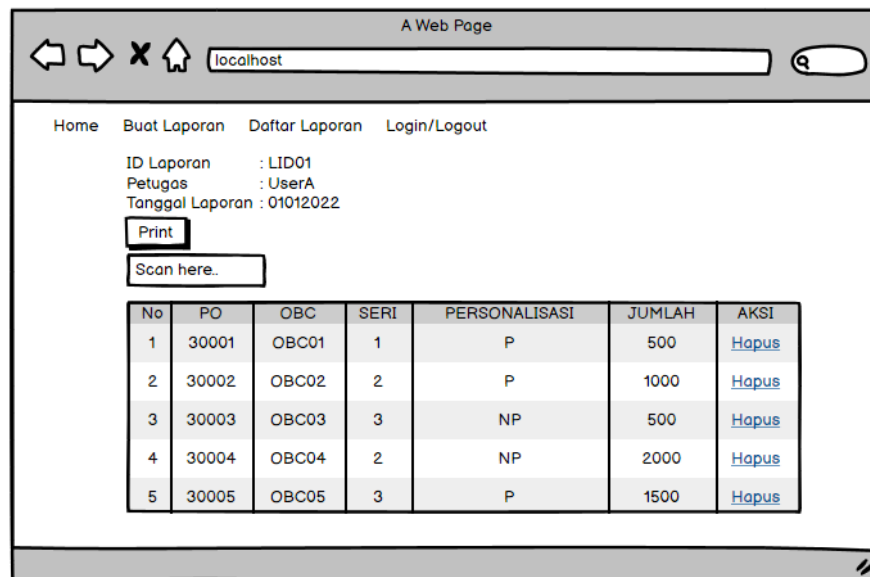 A Web Page
localhost
Home Buat Laporan Daftar Laporan Login/Logout
ID Laporan : LID01
Petugas : UserA
Tanggal Laporan : 01012022
Print
Scan here..
No PO OBC SERI PERSONALISASI JUMLAH AKSI
1 30001 OBC01 1 P 500 Hapus
2 30002 OBC02 2 P 1000 Hapus
3 30003 OBC03 3 NP 500 Hapus
4 30004 OBC04 2 NP 2000 Hapus
5 30005 OBC05 3 P 1500 Hapus